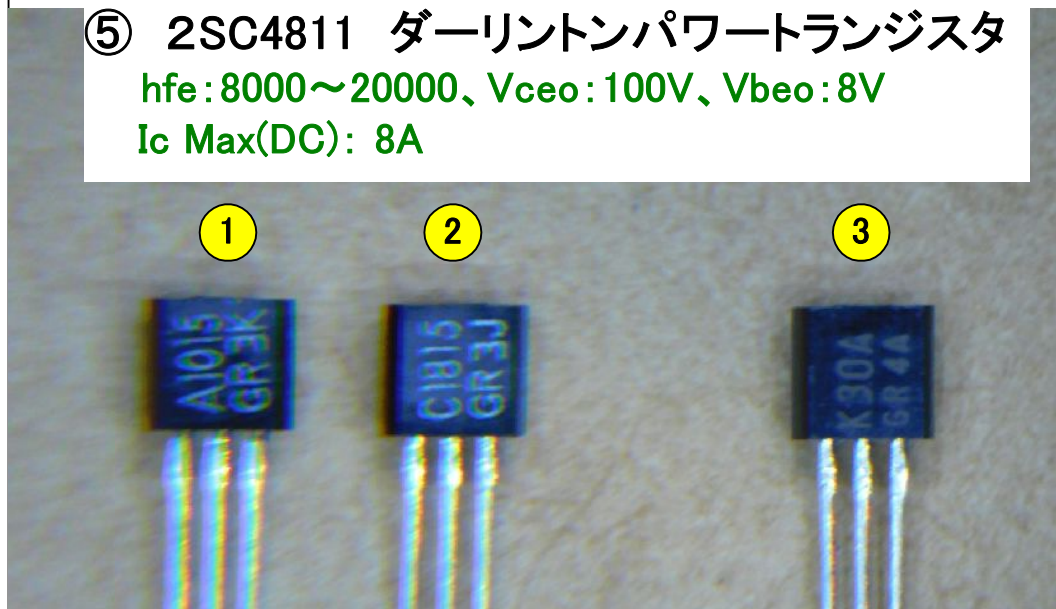 ⑤ 2SC4811 ダーリントンパワートランジスタ
hfe:8000～20000、Vceo:100V、Vbeo:8V
Ic Max(DC): 8A
1 2 3
A1015
GR 3K
C1815
GR 3J
K30A
GR 4A